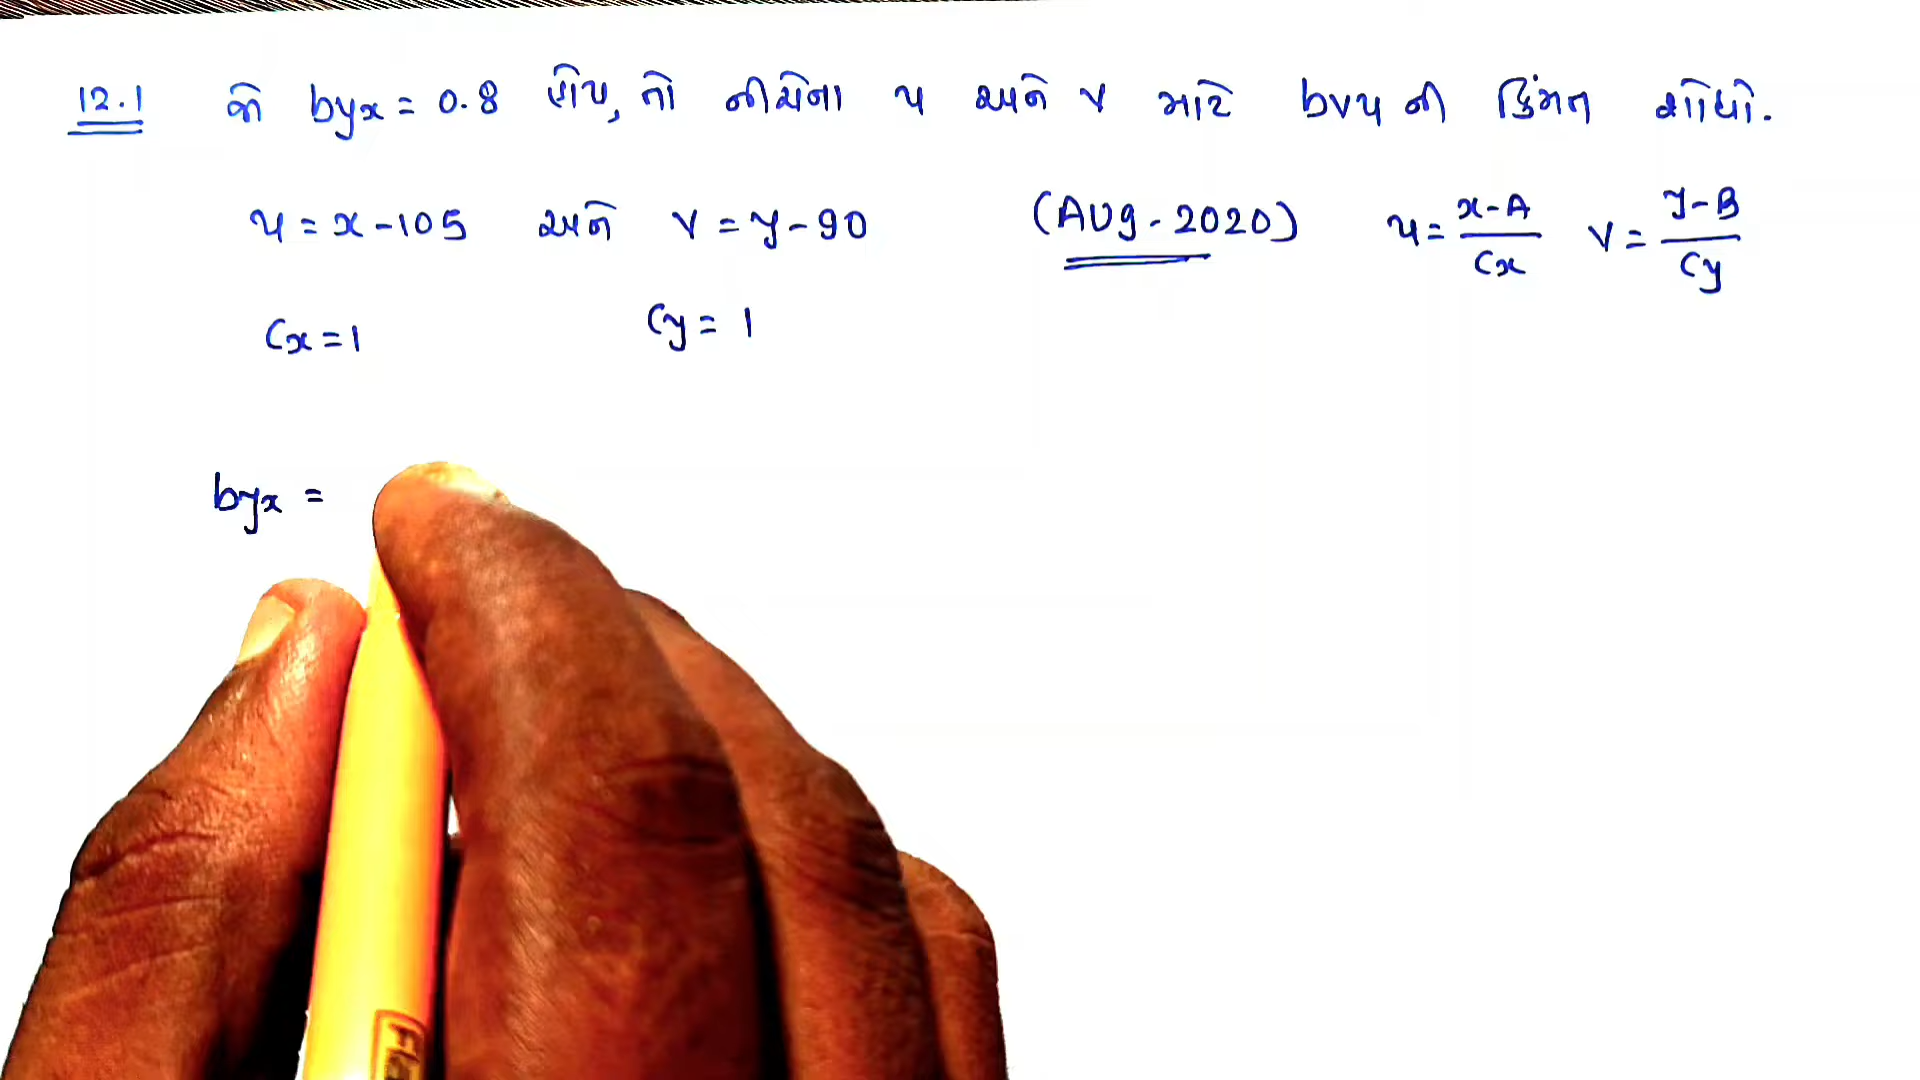 12.1 જો byx = 0.8 હોય, તો નીચેના u અને v માટે bvu ની કિંમત શોધો.
u = x - 105 અને v = y - 90 (AUG - 2020) u = x-A / Cx v = y-B / Cy
Cx = 1 Cy = 1
byx =